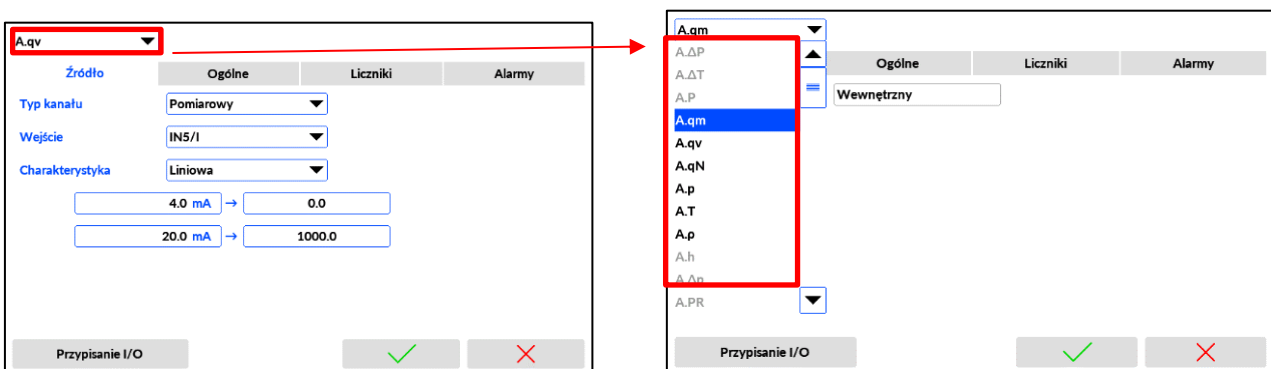 A.qv
Źródło Ogólne Liczniki Alarmy
Typ kanału Pomiarowy
Wejście IN5/I
Charakterystyka Liniowa
4.0 mA → 0.0
20.0 mA → 1000.0
Przypisanie I/O
A.qm
Ogólne Liczniki Alarmy
Wewnętrzny
A.ΔP
A.ΔT
A.P
A.qm
A.qv
A.qN
A.p
A.T
A.ρ
A.h
A.Δp
A.PR
Przypisanie I/O